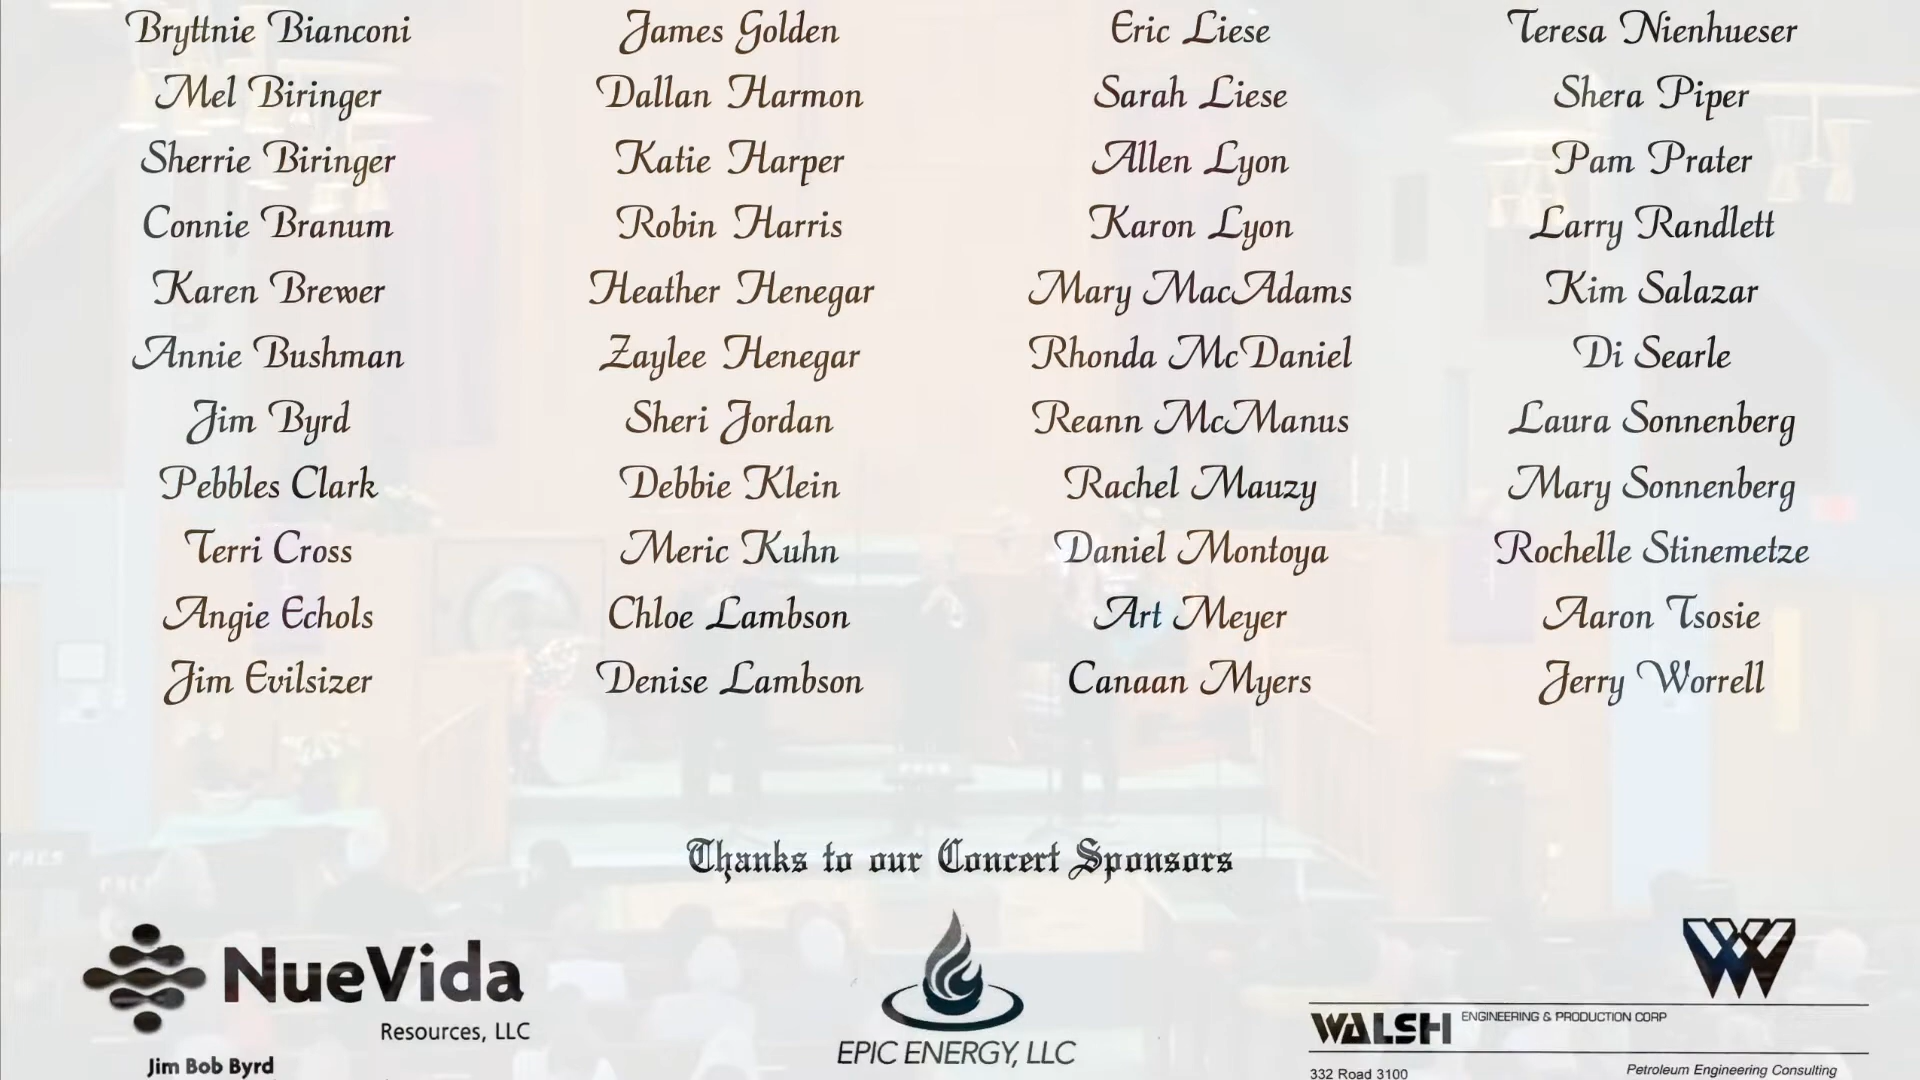 Bryttnie Bianconi
Mel Biringer
Sherrie Biringer
Connie Branum
Karen Brewer
Annie Bushman
Jim Byrd
Pebbles Clark
Terri Cross
Angie Echols
Jim Evilsizer
James Golden
Dallan Harmon
Katie Harper
Robin Harris
Heather Henegar
Zaylee Henegar
Sheri Jordan
Debbie Klein
Meric Kuhn
Chloe Lambson
Denise Lambson
Eric Liese
Sarah Liese
Allen Lyon
Karon Lyon
Mary MacAdams
Rhonda McDaniel
Reann McManus
Rachel Mauzy
Daniel Montoya
Art Meyer
Canaan Myers
Teresa Nienhueser
Shera Piper
Pam Prater
Larry Randlett
Kim Salazar
Di Searle
Laura Sonnenberg
Mary Sonnenberg
Rochelle Stinemetze
Aaron Tsosie
Jerry Worrell
PRES
Thanks to our Concert Sponsors
NueVida
Resources, LLC
Jim Bob Byrd
EPIC ENERGY, LLC
WALSH ENGINEERING & PRODUCTION CORP
332 Road 3100
Petroleum Engineering Consulting